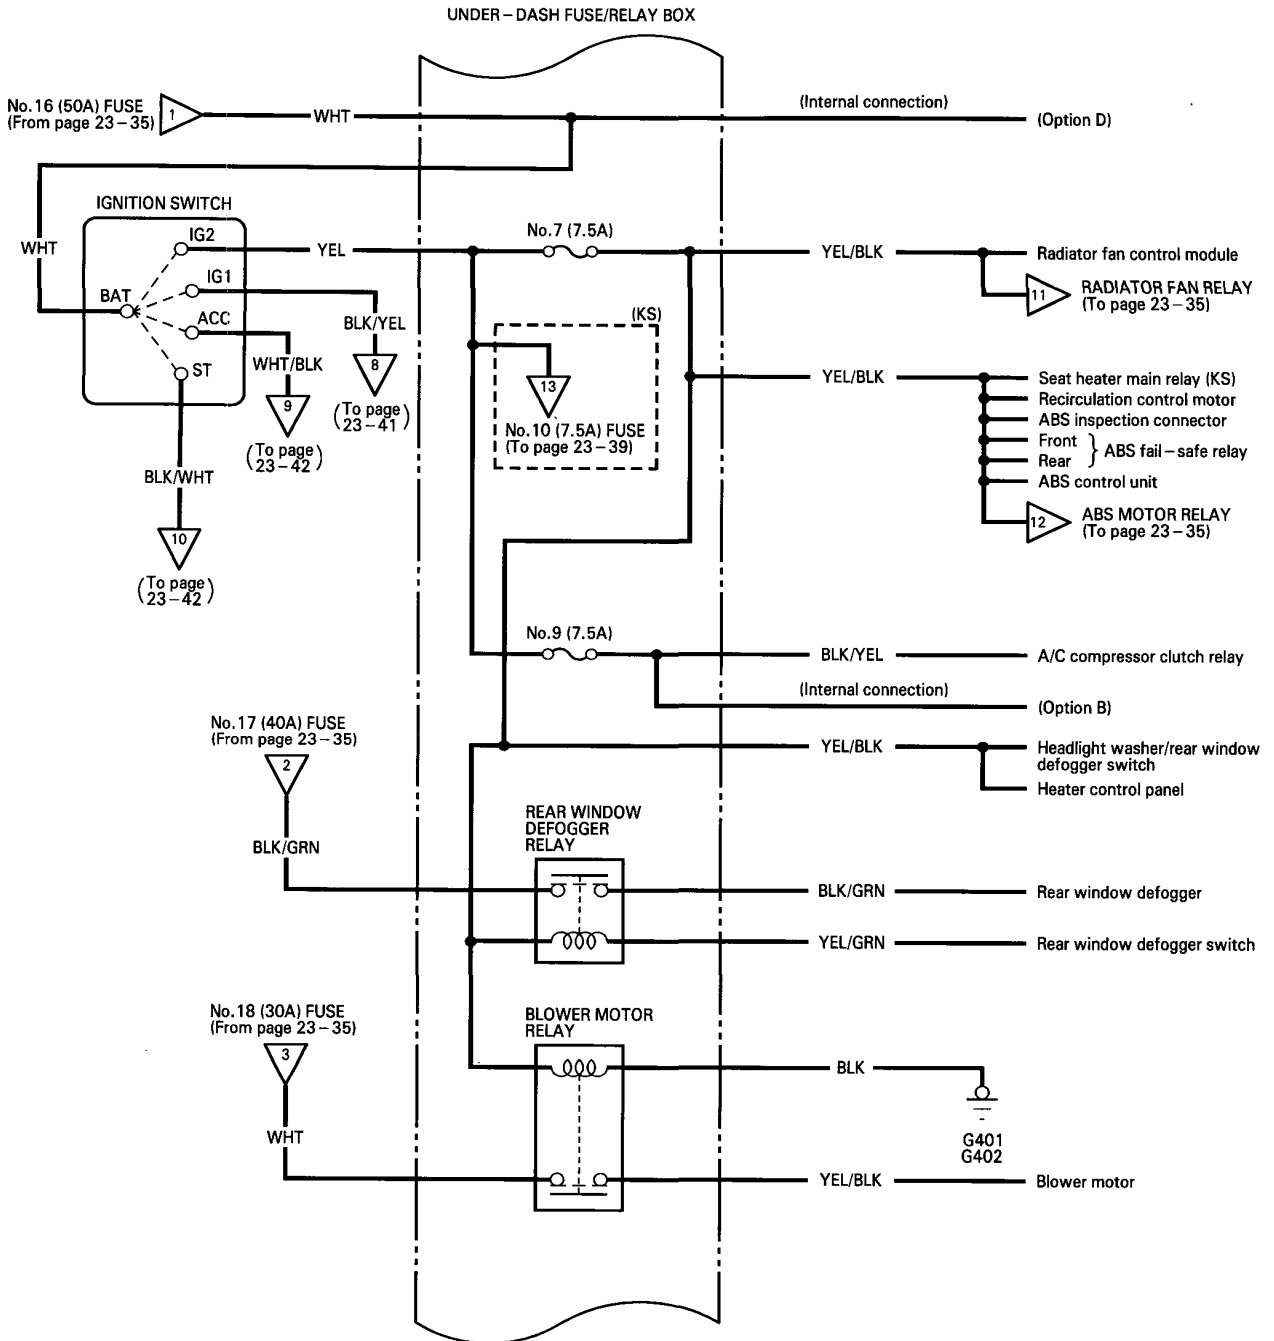 UNDER-DASH FUSE/RELAY BOX
No.16 (50A) FUSE
(From page 23-35)
1
WHT
(Internal connection)
(Option D)
IGNITION SWITCH
WHT
BAT
IG2
IG1
ACC
ST
YEL
BLK/YEL
8
(To page
23-41)
WHT/BLK
9
(To page
23-42)
BLK/WHT
10
(To page
23-42)
No.7 (7.5A)
YEL/BLK
Radiator fan control module
11
RADIATOR FAN RELAY
(To page 23-35)
(KS)
13
No.10 (7.5A) FUSE
(To page 23-39)
YEL/BLK
Seat heater main relay (KS)
Recirculation control motor
ABS inspection connector
Front
Rear
ABS fail-safe relay
ABS control unit
12
ABS MOTOR RELAY
(To page 23-35)
No.9 (7.5A)
BLK/YEL
A/C compressor clutch relay
(Internal connection)
(Option B)
YEL/BLK
Headlight washer/rear window
defogger switch
Heater control panel
No.17 (40A) FUSE
(From page 23-35)
2
BLK/GRN
REAR WINDOW
DEFOGGER
RELAY
BLK/GRN
Rear window defogger
YEL/GRN
Rear window defogger switch
No.18 (30A) FUSE
(From page 23-35)
3
WHT
BLOWER MOTOR
RELAY
BLK
G401
G402
YEL/BLK
Blower motor